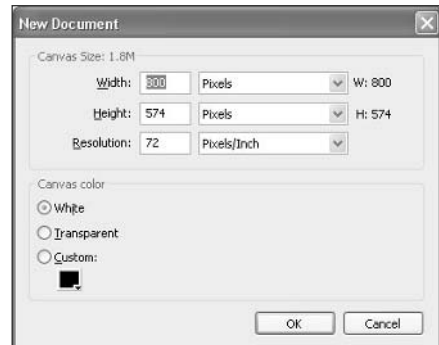 New Document
Canvas Size: 1.8M
Width: 800 Pixels W: 800
Height: 574 Pixels H: 574
Resolution: 72 Pixels/Inch
Canvas color
White
Transparent
Custom:
OK Cancel